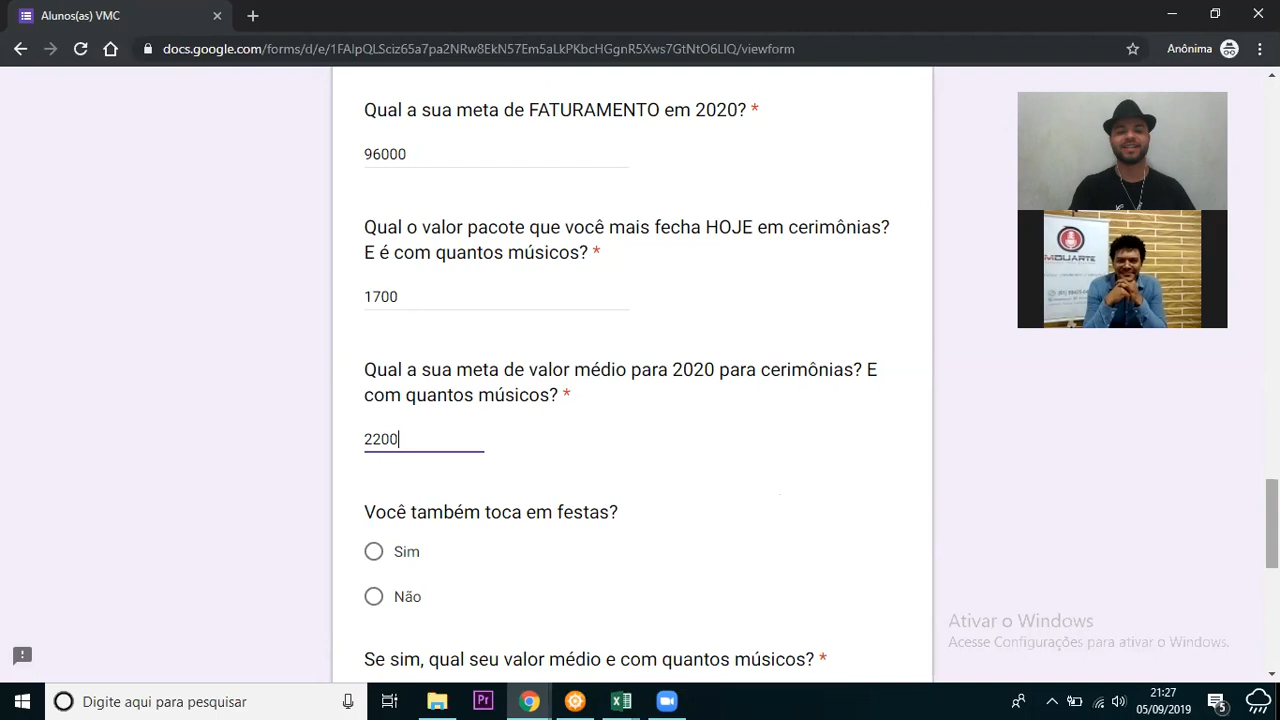 Alunos(as) VMC
docs.google.com/forms/d/e/1FAIpQLSciz65a7pa2NRw8EkN57Em5aLkPKbcHGgnR5Xws7GtNtO6LIQ/viewform
Anônima
Qual a sua meta de FATURAMENTO em 2020? *
96000
Qual o valor pacote que você mais fecha HOJE em cerimônias?
E é com quantos músicos? *
1700
Qual a sua meta de valor médio para 2020 para cerimônias? E
com quantos músicos? *
2200
Você também toca em festas?
Sim
Não
Se sim, qual seu valor médio e com quantos músicos? *
DUARTE
Ativar o Windows
Acesse Configurações para ativar o Windows.
Digite aqui para pesquisar
Pr
21:27
05/09/2019
5